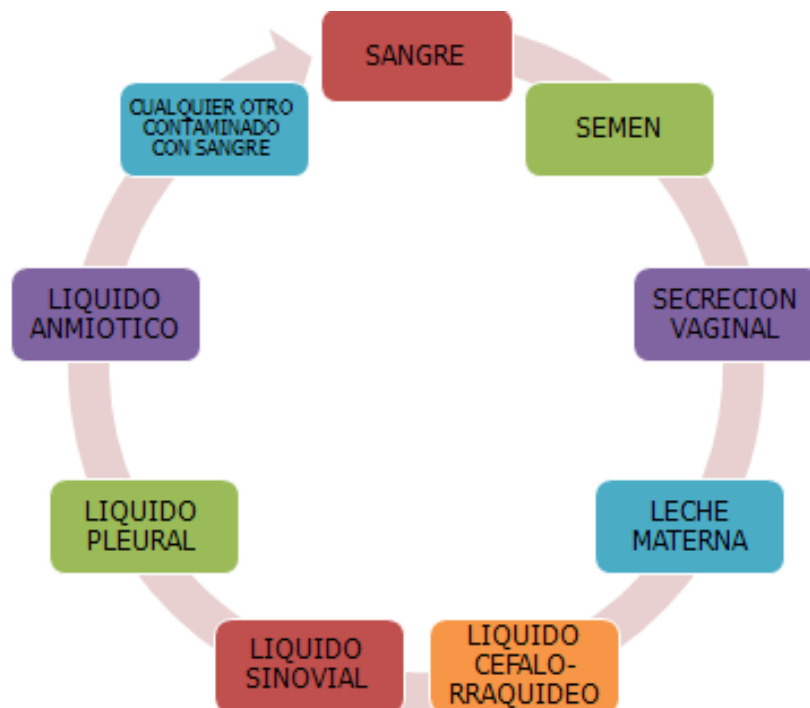 SANGRE
SEMEN
SECRECION
VAGINAL
LECHE
MATERNA
LIQUIDO
CEFALO-
RRAQUIDEO
LIQUIDO
SINOVIAL
LIQUIDO
PLEURAL
LIQUIDO
ANMIOTICO
CUALQUIER OTRO
CONTAMINADO
CON SANGRE